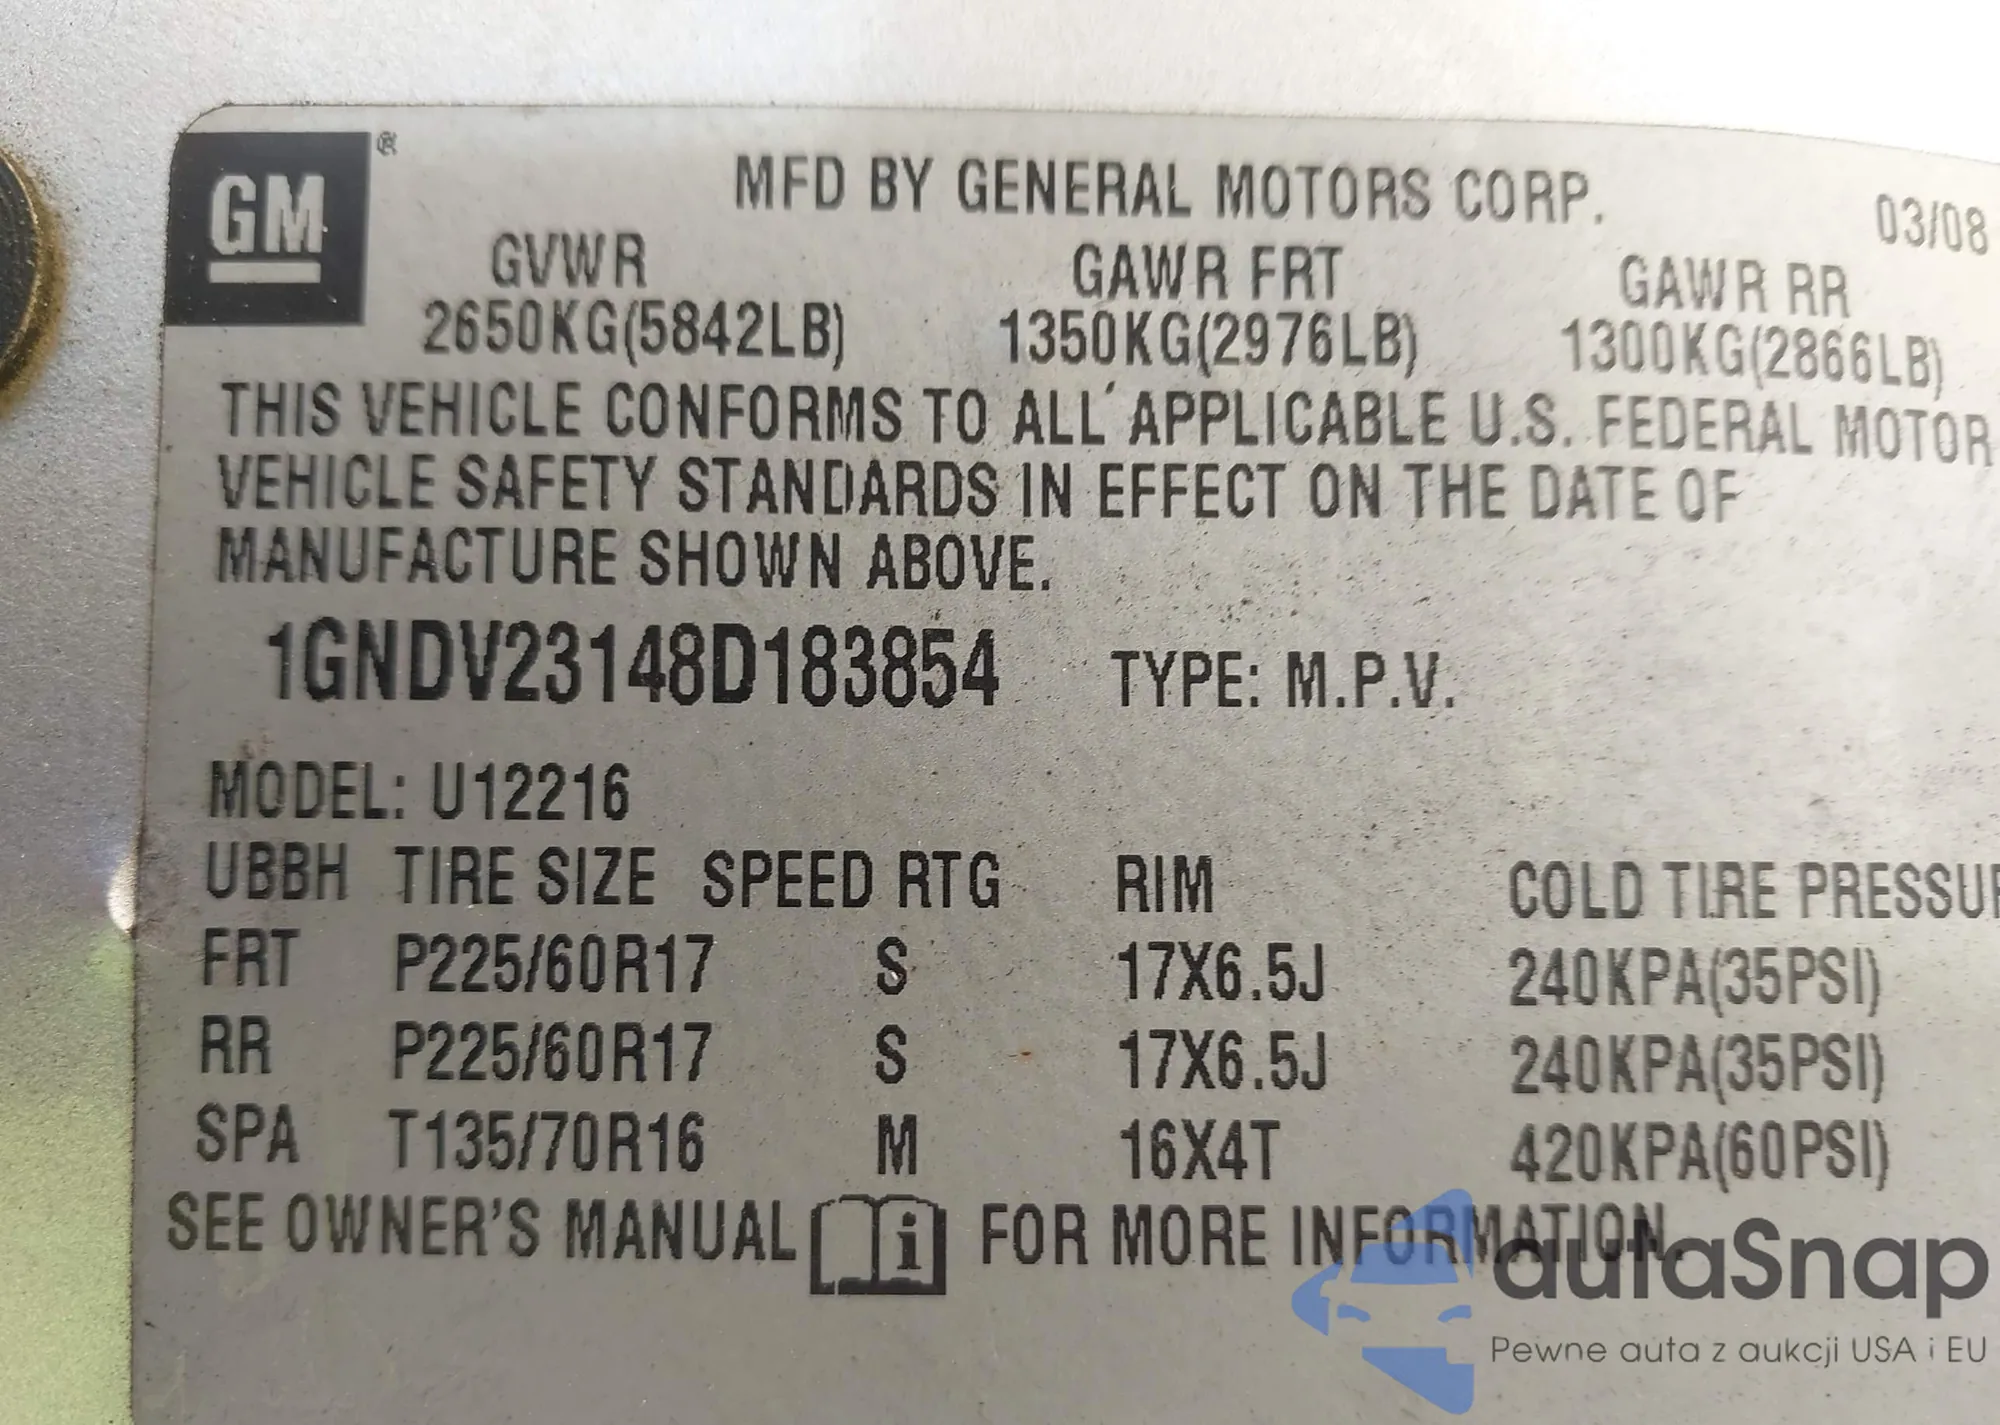 GM®
MFD BY GENERAL MOTORS CORP.
03/08
GVWR GAWR FRT GAWR RR
2650KG(5842LB) 1350KG(2976LB) 1300KG(2866LB)
THIS VEHICLE CONFORMS TO ALL APPLICABLE U.S. FEDERAL MOTOR
VEHICLE SAFETY STANDARDS IN EFFECT ON THE DATE OF
MANUFACTURE SHOWN ABOVE.
1GNDV23148D183854 TYPE: M.P.V.
MODEL: U12216
UBBH TIRE SIZE SPEED RTG RIM COLD TIRE PRESSUR
FRT P225/60R17 S 17X6.5J 240KPA(35PSI)
RR P225/60R17 S 17X6.5J 240KPA(35PSI)
SPA T135/70R16 M 16X4T 420KPA(60PSI)
SEE OWNER'S MANUAL i FOR MORE INFORMATION.
autaSnap
Pewne auta z aukcji USA i EU